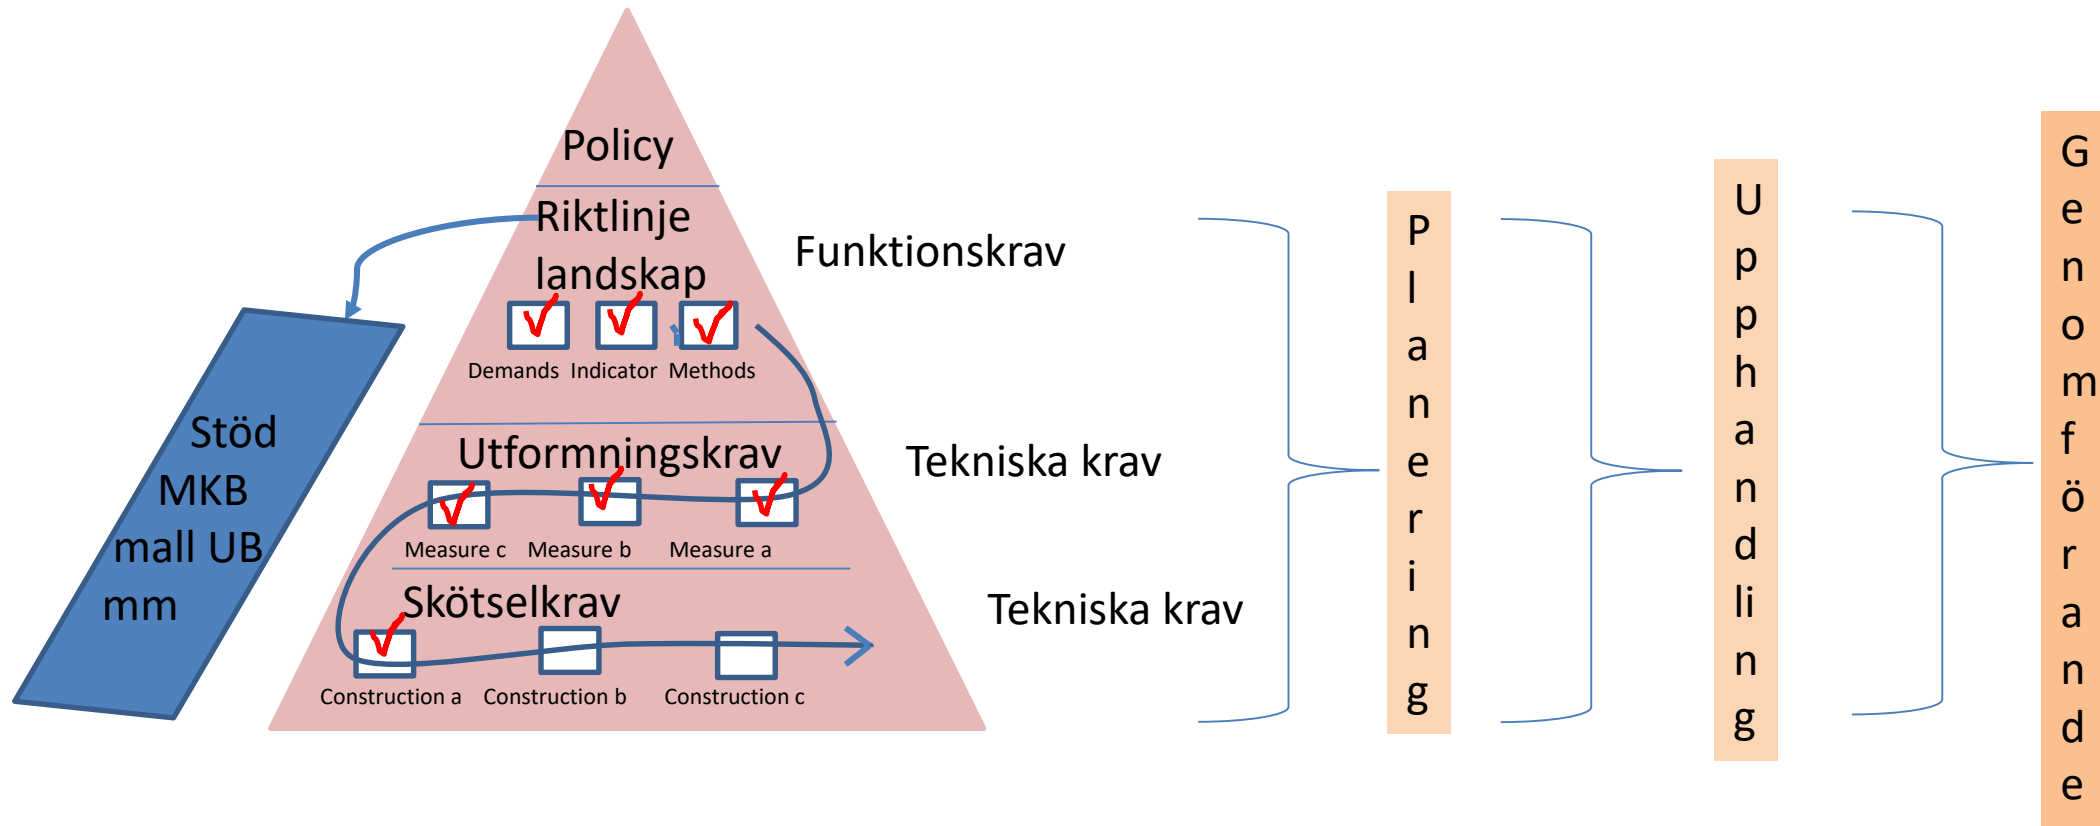 Policy
Riktlinje
landskap
Demands Indicator Methods
Utformningskrav
Measure c Measure b Measure a
Skötselkrav
Construction a Construction b Construction c
Stöd
MKB
mall UB
mm
Funktionskrav
Tekniska krav
Tekniska krav
Planering
Upphandling
Genomförande